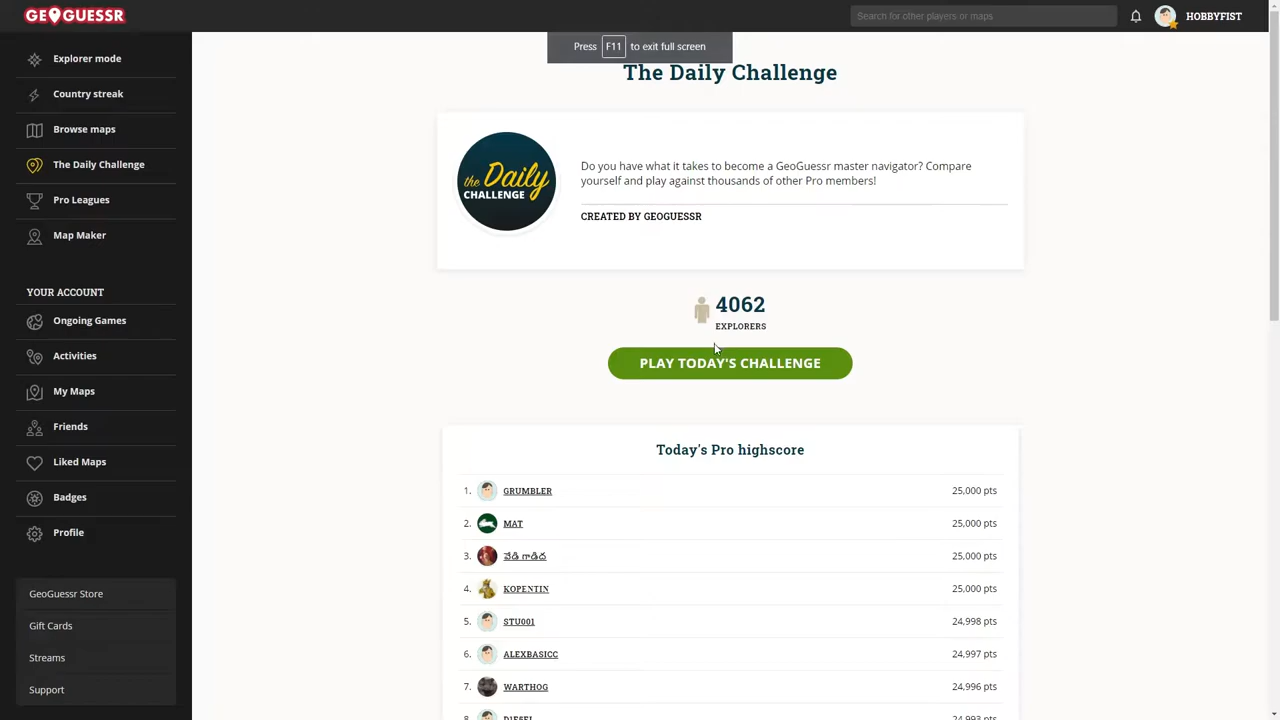 GEOGUESSR
Search for other players or maps
HOBBYFIST
Press F11 to exit full screen
Explorer mode
Country streak
Browse maps
The Daily Challenge
Pro Leagues
Map Maker
YOUR ACCOUNT
Ongoing Games
Activities
My Maps
Friends
Liked Maps
Badges
Profile
GeoGuessr Store
Gift Cards
Streams
Support
The Daily Challenge
the Daily
CHALLENGE
Do you have what it takes to become a GeoGuessr master navigator? Compare
yourself and play against thousands of other Pro members!
CREATED BY GEOGUESSR
4062
EXPLORERS
PLAY TODAY'S CHALLENGE
Today's Pro highscore
1. GRUMBLER 25,000 pts
2. MAT 25,000 pts
3. వేడి గాడిద 25,000 pts
4. KOPENTIN 25,000 pts
5. STU001 24,998 pts
6. ALEXBASICC 24,997 pts
7. WARTHOG 24,996 pts
8. 24,993 pts